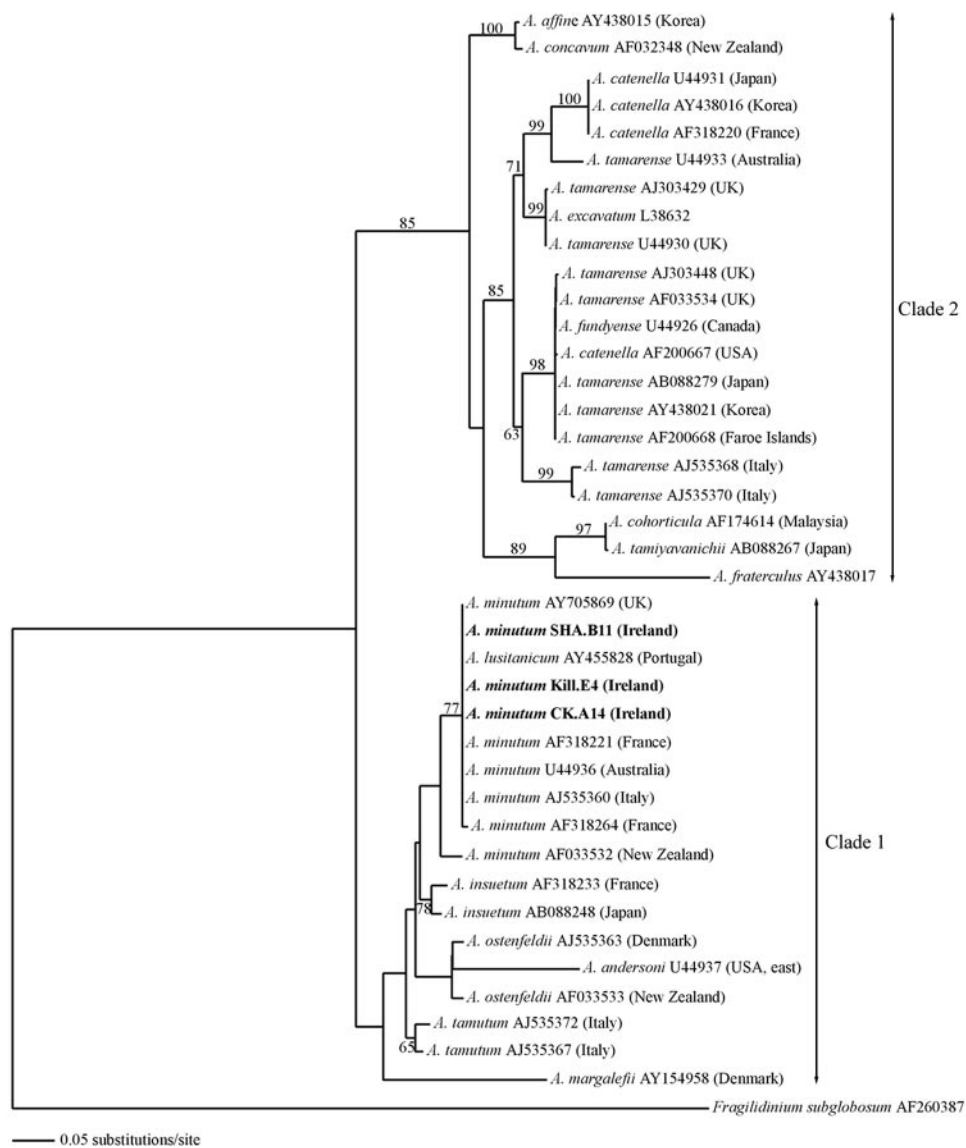 A. affine AY438015 (Korea)
100
A. concavum AF032348 (New Zealand)
A. catenella U44931 (Japan)
100
A. catenella AY438016 (Korea)
99
A. catenella AF318220 (France)
A. tamarense U44933 (Australia)
71
A. tamarense AJ303429 (UK)
99
A. excavatum L38632
85
A. tamarense U44930 (UK)
A. tamarense AJ303448 (UK)
85
A. tamarense AF033534 (UK)
Clade 2
A. fundyense U44926 (Canada)
A. catenella AF200667 (USA)
98
A. tamarense AB088279 (Japan)
A. tamarense AY438021 (Korea)
63
A. tamarense AF200668 (Faroe Islands)
A. tamarense AJ535368 (Italy)
99
A. tamarense AJ535370 (Italy)
A. cohorticula AF174614 (Malaysia)
97
A. tamiyavanichii AB088267 (Japan)
89
A. fraterculus AY438017
A. minutum AY705869 (UK)
A. minutum SHA.B11 (Ireland)
A. lusitanicum AY455828 (Portugal)
A. minutum Kill.E4 (Ireland)
77
A. minutum CK.A14 (Ireland)
A. minutum AF318221 (France)
A. minutum U44936 (Australia)
A. minutum AJ535360 (Italy)
A. minutum AF318264 (France)
Clade 1
A. minutum AF033532 (New Zealand)
A. insuetum AF318233 (France)
78
A. insuetum AB088248 (Japan)
A. ostenfeldii AJ535363 (Denmark)
A. andersoni U44937 (USA, east)
A. ostenfeldii AF033533 (New Zealand)
A. tamutum AJ535372 (Italy)
65
A. tamutum AJ535367 (Italy)
A. margalefii AY154958 (Denmark)
Fragilidinium subglobosum AF260387
0.05 substitutions/site